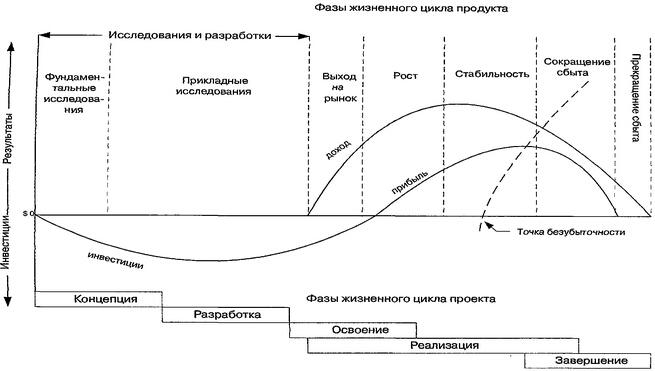 Фазы жизненного цикла продукта
Исследования и разработки
Фундамен-
тальные
исследова-
ния
Прикладные
исследования
Выход
на
рынок
Рост
Стабильность
Сокращение
сбыта
Прекращение сбыта
Результаты
Инвестиции
$0
доход
прибыль
инвестиции
Точка безубыточности
Фазы жизненного цикла проекта
Концепция
Разработка
Освоение
Реализация
Завершение